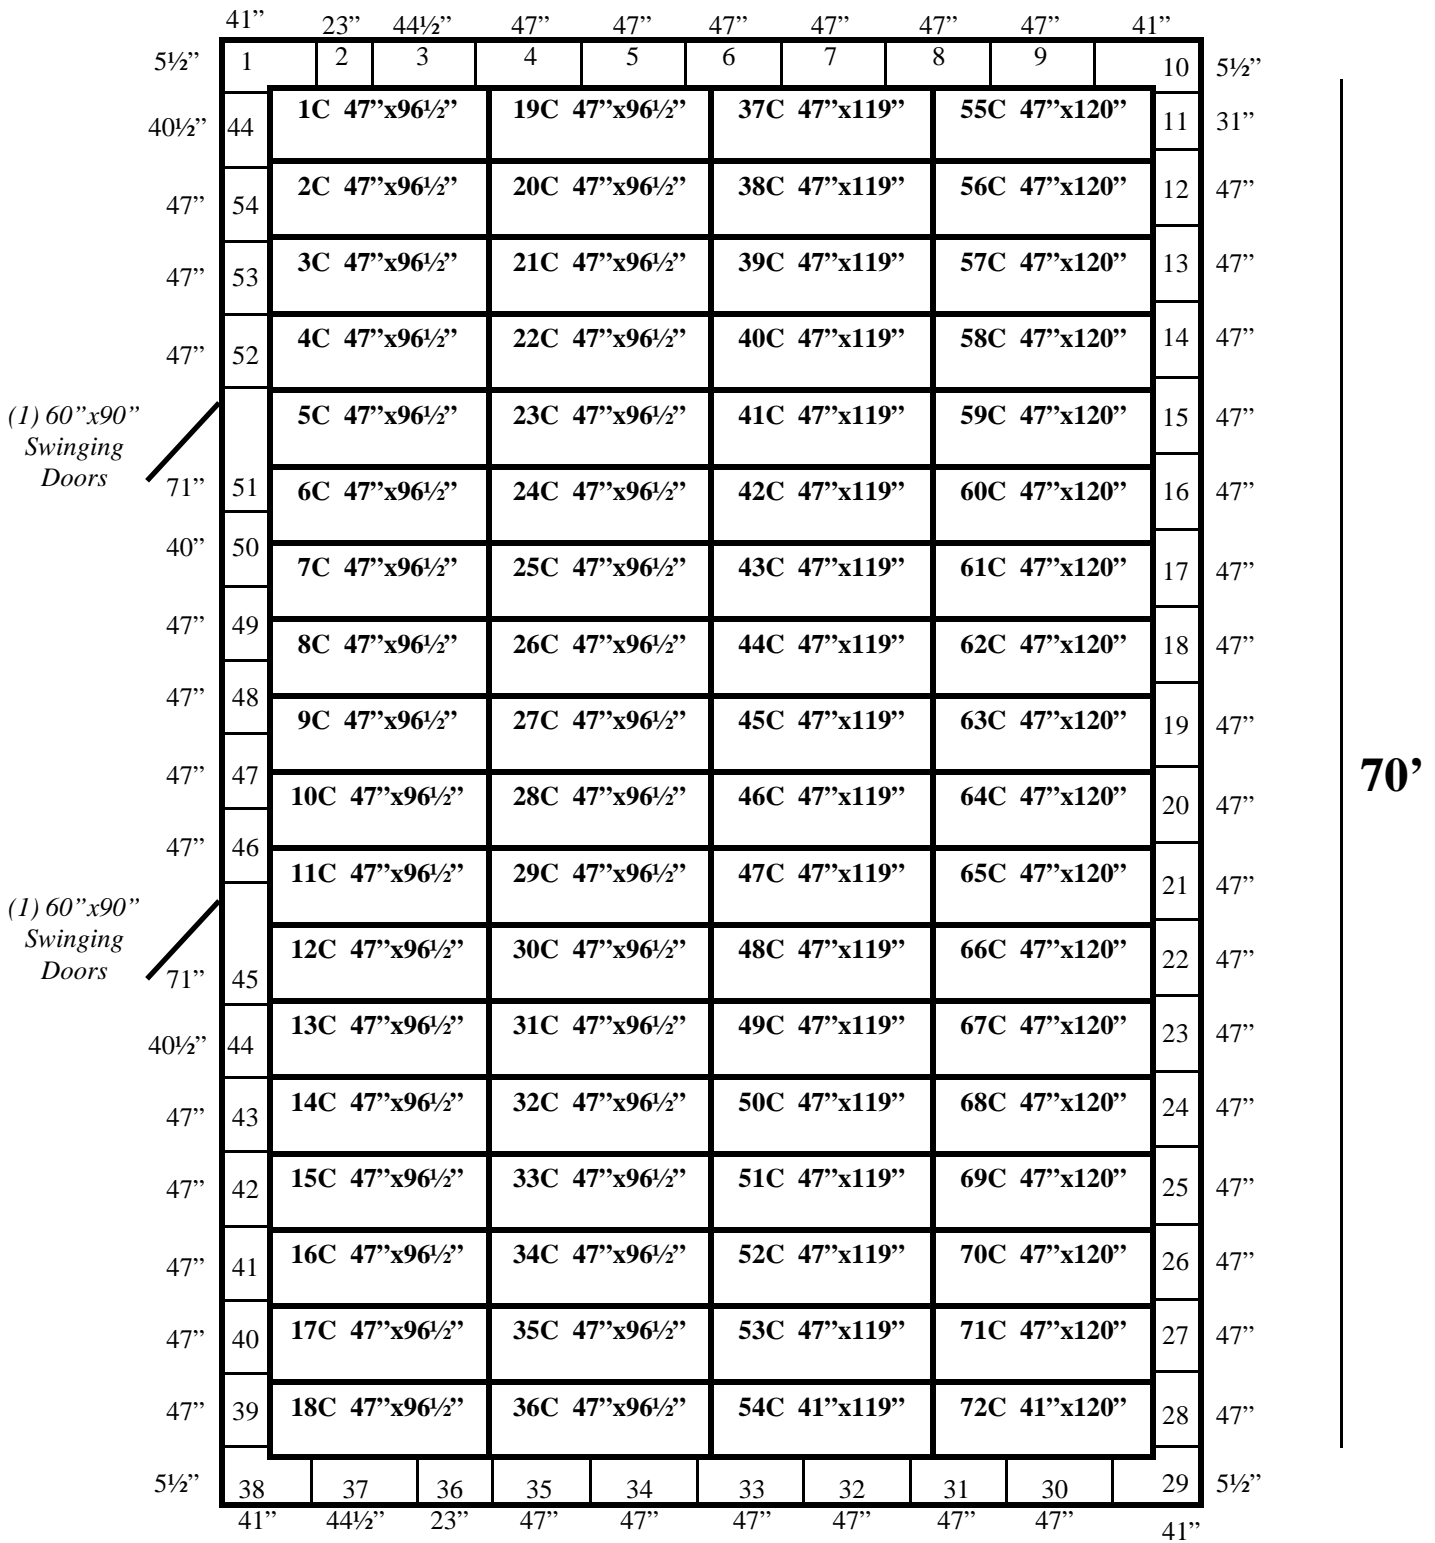 41” 23” 44½” 47” 47” 47” 47” 47” 47” 41”
5½” 1 2 3 4 5 6 7 8 9 10 5½”
40½” 44 1C 47”x96½” 19C 47”x96½” 37C 47”x119” 55C 47”x120” 11 31”
47” 54 2C 47”x96½” 20C 47”x96½” 38C 47”x119” 56C 47”x120” 12 47”
47” 53 3C 47”x96½” 21C 47”x96½” 39C 47”x119” 57C 47”x120” 13 47”
47” 52 4C 47”x96½” 22C 47”x96½” 40C 47”x119” 58C 47”x120” 14 47”
(1) 60”x90”
Swinging
Doors
5C 47”x96½” 23C 47”x96½” 41C 47”x119” 59C 47”x120” 15 47”
71” 51 6C 47”x96½” 24C 47”x96½” 42C 47”x119” 60C 47”x120” 16 47”
40” 50 7C 47”x96½” 25C 47”x96½” 43C 47”x119” 61C 47”x120” 17 47”
47” 49 8C 47”x96½” 26C 47”x96½” 44C 47”x119” 62C 47”x120” 18 47”
47” 48 9C 47”x96½” 27C 47”x96½” 45C 47”x119” 63C 47”x120” 19 47”
70’
47” 47 10C 47”x96½” 28C 47”x96½” 46C 47”x119” 64C 47”x120” 20 47”
47” 46 11C 47”x96½” 29C 47”x96½” 47C 47”x119” 65C 47”x120” 21 47”
(1) 60”x90”
Swinging
Doors
71” 45 12C 47”x96½” 30C 47”x96½” 48C 47”x119” 66C 47”x120” 22 47”
40½” 44 13C 47”x96½” 31C 47”x96½” 49C 47”x119” 67C 47”x120” 23 47”
47” 43 14C 47”x96½” 32C 47”x96½” 50C 47”x119” 68C 47”x120” 24 47”
47” 42 15C 47”x96½” 33C 47”x96½” 51C 47”x119” 69C 47”x120” 25 47”
47” 41 16C 47”x96½” 34C 47”x96½” 52C 47”x119” 70C 47”x120” 26 47”
47” 40 17C 47”x96½” 35C 47”x96½” 53C 47”x119” 71C 47”x120” 27 47”
47” 39 18C 47”x96½” 36C 47”x96½” 54C 41”x119” 72C 41”x120” 28 47”
5½” 38 37 36 35 34 33 32 31 30 29 5½”
41” 44½” 23” 47” 47” 47” 47” 47” 47” 41”